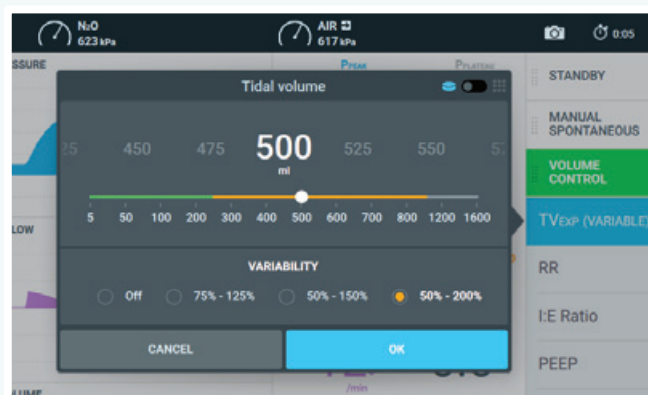 N₂O
623 kPa
AIR
617 kPa
0:05
SSURE
PPEAK
PPLATEAU
STANDBY
Tidal volume
25 450 475 500 525 550 57
ml
MANUAL
SPONTANEOUS
VOLUME
CONTROL
5 50 100 200 300 400 500 600 700 800 1200 1600
TVEXP (VARIABLE)
LOW
VARIABILITY
RR
Off 75% - 125% 50% - 150% 50% - 200%
I:E Ratio
CANCEL OK
PEEP
/min
LUME